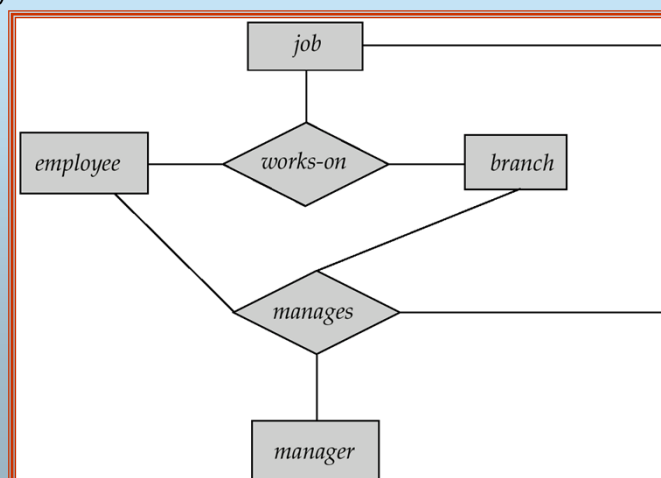 job
employee
works-on
branch
manages
manager